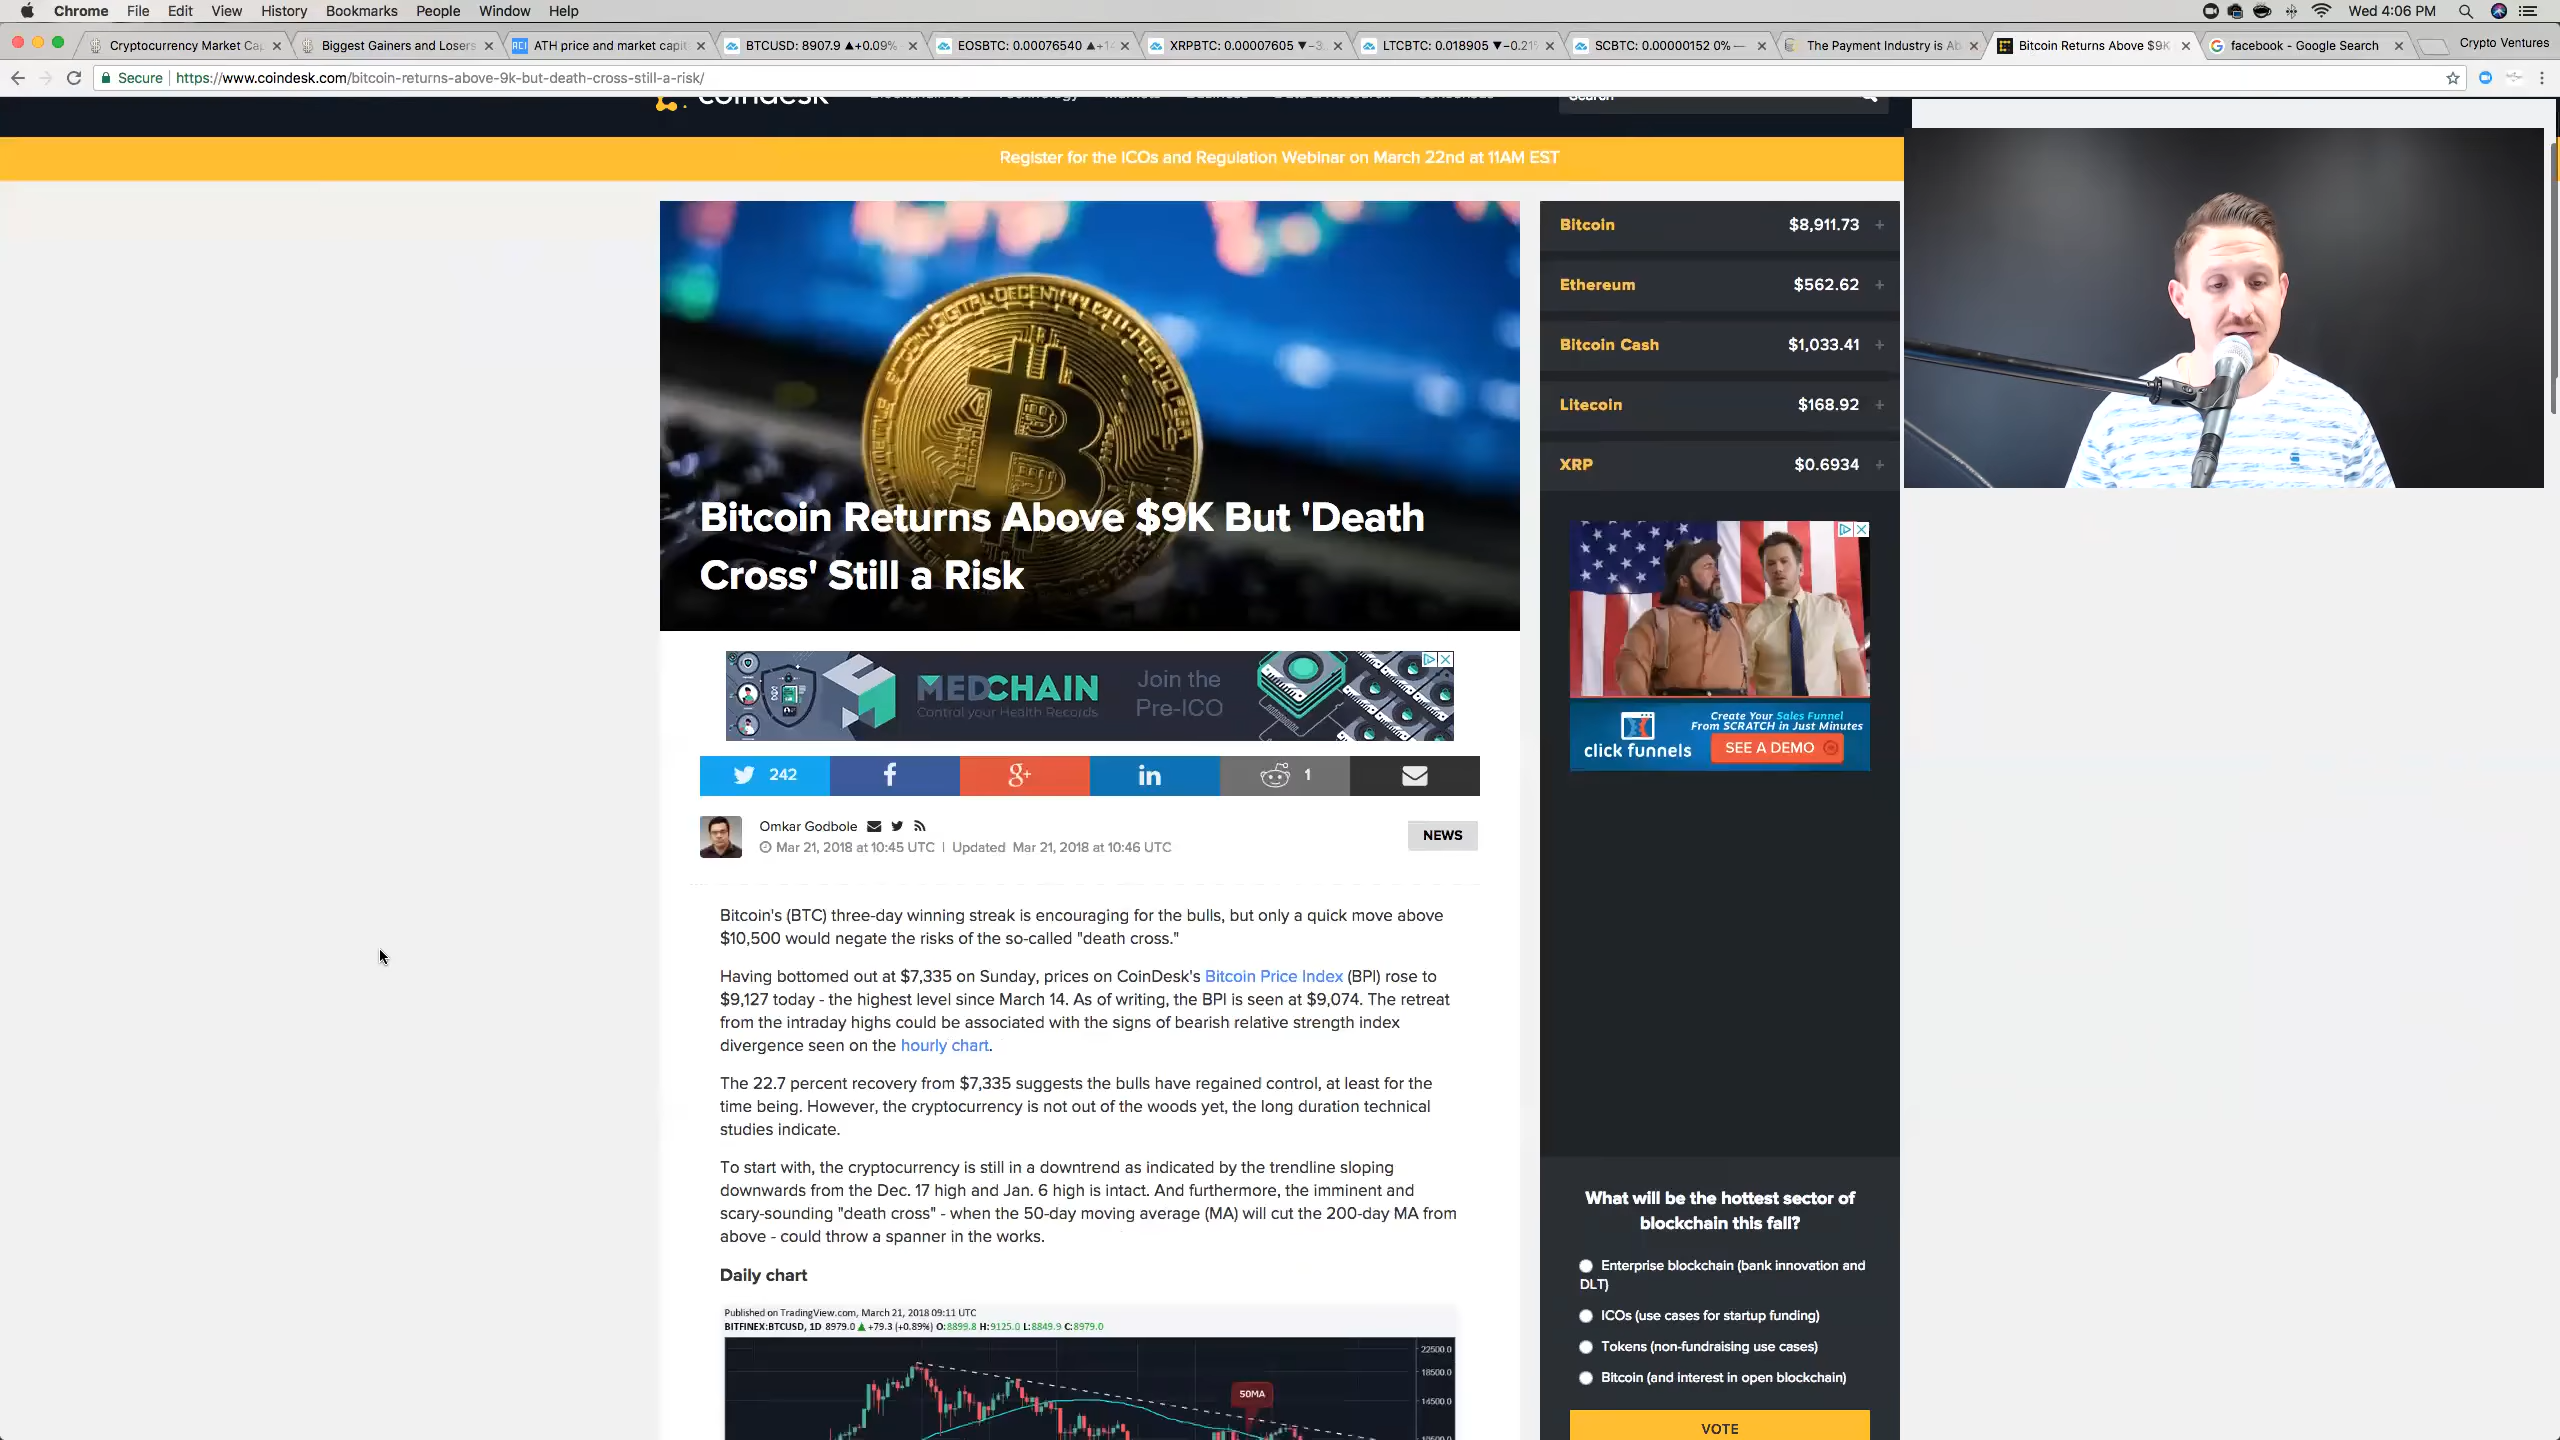 Chrome File Edit View History Bookmarks People Window Help Wed 4:06 PM
Cryptocurrency Market Ca Biggest Gainers and Losers ATH price and market capit BTCUSD: 8907.9 ▲+0.09% EOSBTC: 0.00076540 ▲+1 XRPBTC: 0.00007605 ▼−3 LTCBTC: 0.018905 ▼−0.21 SCBTC: 0.00000152 0% — The Payment Industry is Ab Bitcoin Returns Above $9K facebook - Google Search Crypto Ventures
Secure https://www.coindesk.com/bitcoin-returns-above-9k-but-death-cross-still-a-risk/
coindesk Technology Search
Register for the ICOs and Regulation Webinar on March 22nd at 11AM EST
Bitcoin Returns Above $9K But 'Death
Cross' Still a Risk
MEDCHAIN
Control your Health Records
Join the
Pre-ICO
242 f g+ in 1
Omkar Godbole
Mar 21, 2018 at 10:45 UTC | Updated Mar 21, 2018 at 10:46 UTC
NEWS
Bitcoin's (BTC) three-day winning streak is encouraging for the bulls, but only a quick move above
$10,500 would negate the risks of the so-called "death cross."
Having bottomed out at $7,335 on Sunday, prices on CoinDesk's Bitcoin Price Index (BPI) rose to
$9,127 today - the highest level since March 14. As of writing, the BPI is seen at $9,074. The retreat
from the intraday highs could be associated with the signs of bearish relative strength index
divergence seen on the hourly chart.
The 22.7 percent recovery from $7,335 suggests the bulls have regained control, at least for the
time being. However, the cryptocurrency is not out of the woods yet, the long duration technical
studies indicate.
To start with, the cryptocurrency is still in a downtrend as indicated by the trendline sloping
downwards from the Dec. 17 high and Jan. 6 high is intact. And furthermore, the imminent and
scary-sounding "death cross" - when the 50-day moving average (MA) will cut the 200-day MA from
above - could throw a spanner in the works.
Daily chart
Published on TradingView.com, March 21, 2018 09:11 UTC
BITFINEX:BTCUSD, 1D 8979.0 ▲ +79.3 (+0.89%) O:8899.8 H:9125.0 L:8849.9 C:8979.0
22500.0
18500.0
50MA
14500.0
Bitcoin $8,911.73 +
Ethereum $562.62 +
Bitcoin Cash $1,033.41 +
Litecoin $168.92 +
XRP $0.6934 +
Create Your Sales Funnel
From SCRATCH in Just Minutes
click funnels
SEE A DEMO
What will be the hottest sector of
blockchain this fall?
Enterprise blockchain (bank innovation and
DLT)
ICOs (use cases for startup funding)
Tokens (non-fundraising use cases)
Bitcoin (and interest in open blockchain)
VOTE